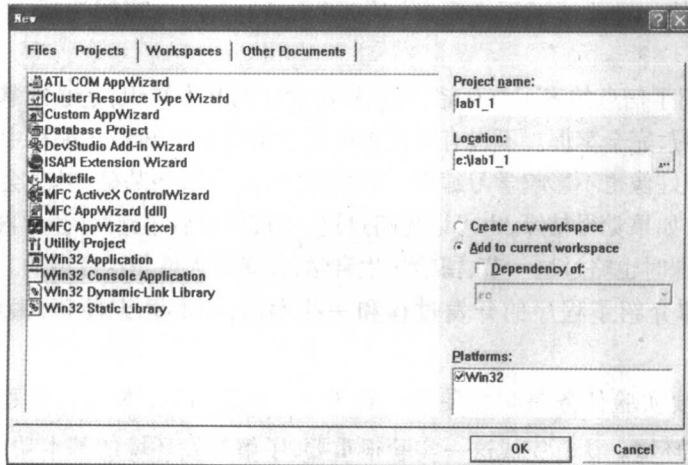 New
Files Projects Workspaces Other Documents
ATL COM AppWizard
Cluster Resource Type Wizard
Custom AppWizard
Database Project
DevStudio Add-in Wizard
ISAPI Extension Wizard
Makefile
MFC ActiveX ControlWizard
MFC AppWizard (dll)
MFC AppWizard (exe)
Utility Project
Win32 Application
Win32 Console Application
Win32 Dynamic-Link Library
Win32 Static Library
Project name:
lab1_1
Location:
e:\lab1_1
...
Create new workspace
Add to current workspace
Dependency of:
Platforms:
Win32
OK Cancel